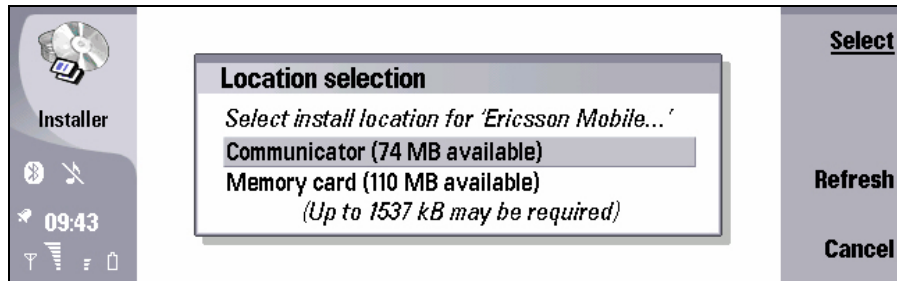 Installer
09:43
Location selection
Select install location for 'Ericsson Mobile...'
Communicator (74 MB available)
Memory card (110 MB available)
(Up to 1537 kB may be required)
Select
Refresh
Cancel